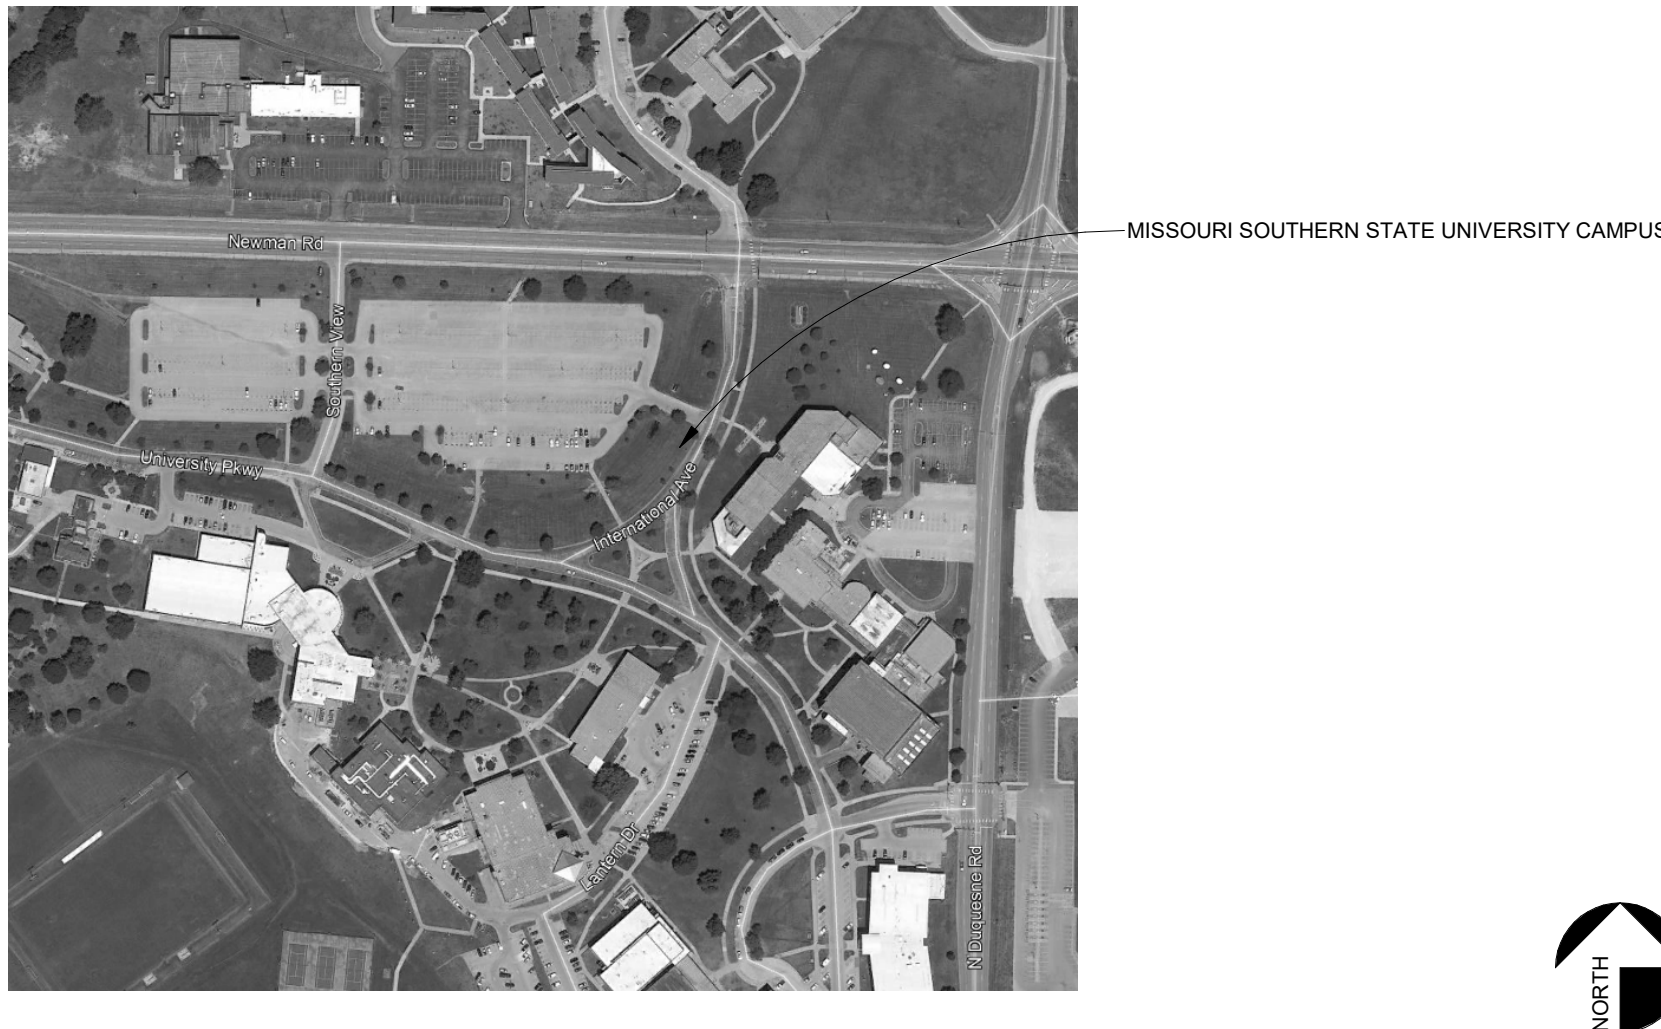 Newman Rd
MISSOURI SOUTHERN STATE UNIVERSITY CAMPUS
Southern View
University Pkwy
International Ave
Lantern Dr
N Duquesne Rd
NORTH